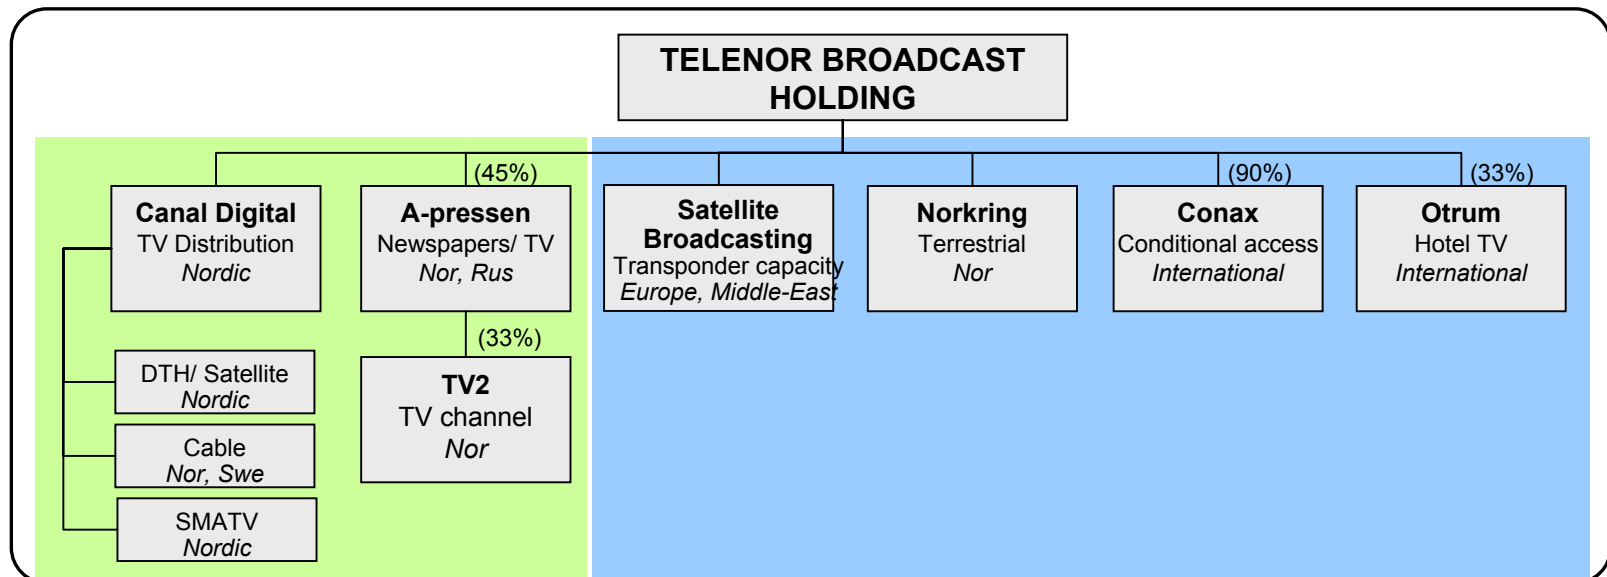 TELENOR BROADCAST
HOLDING
(45%)
(90%)
(33%)
Canal Digital
TV Distribution
Nordic
A-pressen
Newspapers/ TV
Nor, Rus
Satellite
Broadcasting
Transponder capacity
Europe, Middle-East
Norkring
Terrestrial
Nor
Conax
Conditional access
International
Otrum
Hotel TV
International
(33%)
DTH/ Satellite
Nordic
TV2
TV channel
Nor
Cable
Nor, Swe
SMATV
Nordic